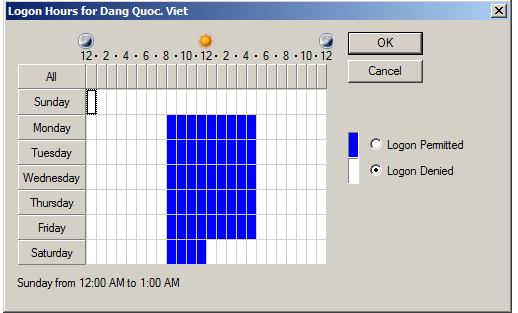 Logon Hours for Dang Quoc. Viet
12 · 2 · 4 · 6 · 8 · 10 · 12 · 2 · 4 · 6 · 8 · 10 · 12
OK
All
Cancel
Sunday
Monday
Tuesday
Logon Permitted
Wednesday
Logon Denied
Thursday
Friday
Saturday
Sunday from 12:00 AM to 1:00 AM